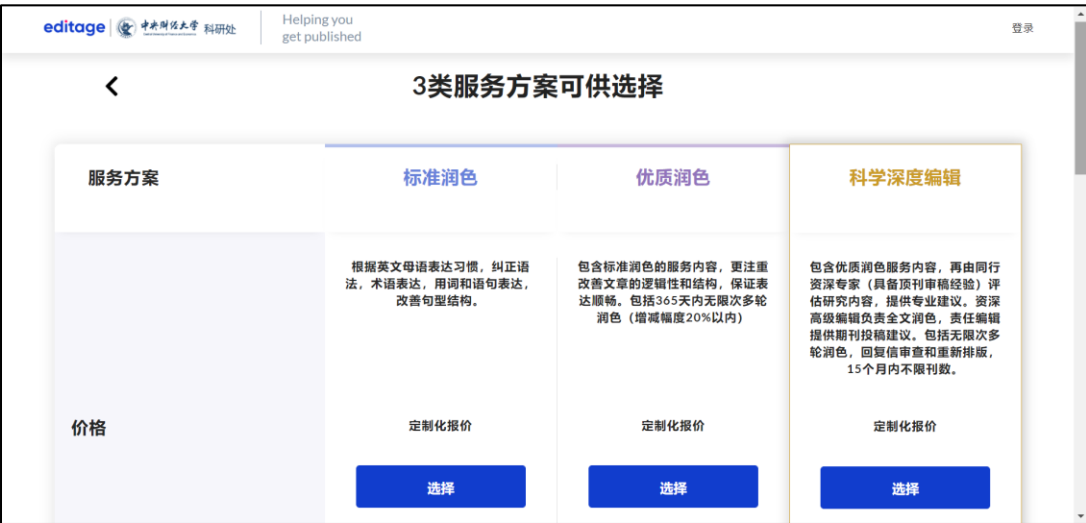 editage 中央财经大学 科研处
Helping you
get published
登录
3类服务方案可供选择
服务方案
标准润色
优质润色
科学深度编辑
根据英文母语表达习惯，纠正语
法，术语表达，用词和语句表达，
改善句型结构。
包含标准润色的服务内容，更注重
改善文章的逻辑性和结构，保证表
达顺畅。包括365天内无限次多轮
润色（增减幅度20%以内）
包含优质润色服务内容，再由同行
资深专家（具备顶刊审稿经验）评
估研究内容，提供专业建议。资深
高级编辑负责全文润色，责任编辑
提供期刊投稿建议。包括无限次多
轮润色，回复信审查和重新排版，
15个月内不限刊数。
价格
定制化报价
定制化报价
定制化报价
选择
选择
选择